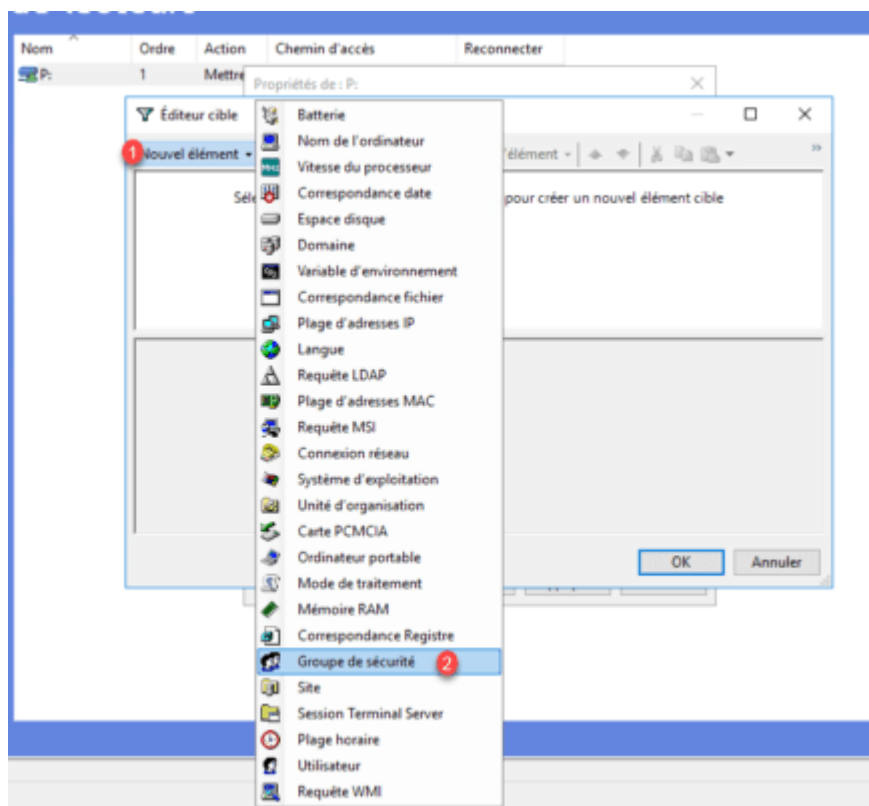 Nom Ordre Action Chemin d'accès Reconnecter
P: 1 Mettre
Propriétés de : P:
Éditeur cible
1 Nouvel élément
'élément
Séle
pour créer un nouvel élément cible
Batterie
Nom de l'ordinateur
Vitesse du processeur
Correspondance date
Espace disque
Domaine
Variable d'environnement
Correspondance fichier
Plage d'adresses IP
Langue
Requête LDAP
Plage d'adresses MAC
Requête MSI
Connexion réseau
Système d'exploitation
Unité d'organisation
Carte PCMCIA
Ordinateur portable
Mode de traitement
Mémoire RAM
Correspondance Registre
Groupe de sécurité 2
Site
Session Terminal Server
Plage horaire
Utilisateur
Requête WMI
OK Annuler